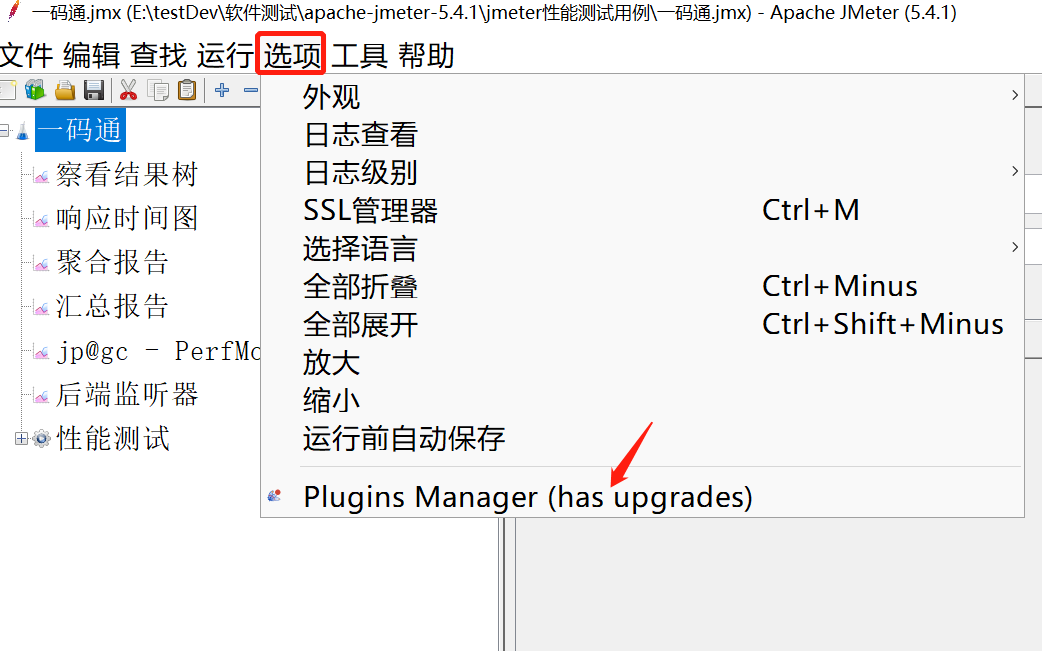 一码通.jmx (E:\testDev\软件测试\apache-jmeter-5.4.1\jmeter性能测试用例\一码通.jmx) - Apache JMeter (5.4.1)
文件 编辑 查找 运行 选项 工具 帮助
外观
日志查看
日志级别
SSL管理器 Ctrl+M
选择语言
全部折叠 Ctrl+Minus
全部展开 Ctrl+Shift+Minus
放大
缩小
运行前自动保存
Plugins Manager (has upgrades)
一码通
察看结果树
响应时间图
聚合报告
汇总报告
jp@gc - PerfMo
后端监听器
性能测试